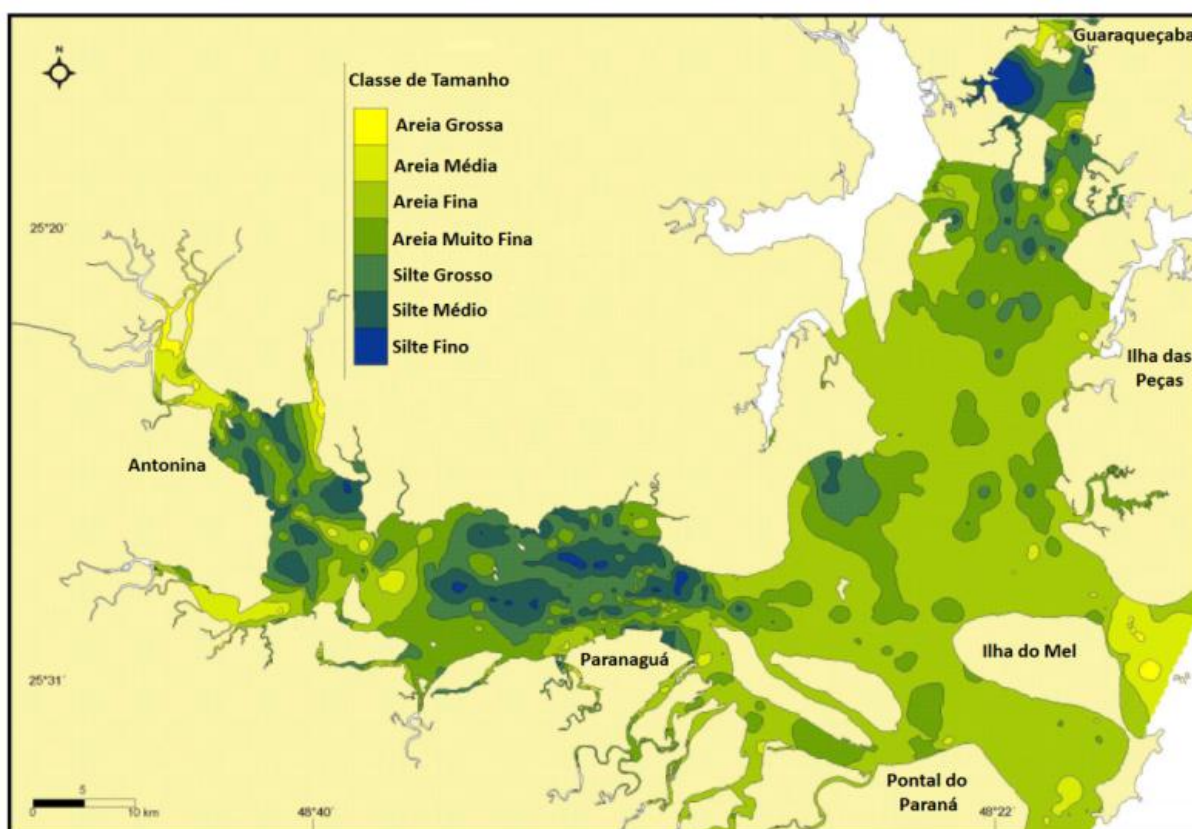 Guaraqueçaba
N
Classe de Tamanho
Areia Grossa
Areia Média
Areia Fina
Areia Muito Fina
Silte Grosso
Silte Médio
Silte Fino
25°20´
Ilha das
Peças
Antonina
Paranaguá
Ilha do Mel
25°31´
Pontal do
Paraná
5
0
10 km
48°40´
48°22´